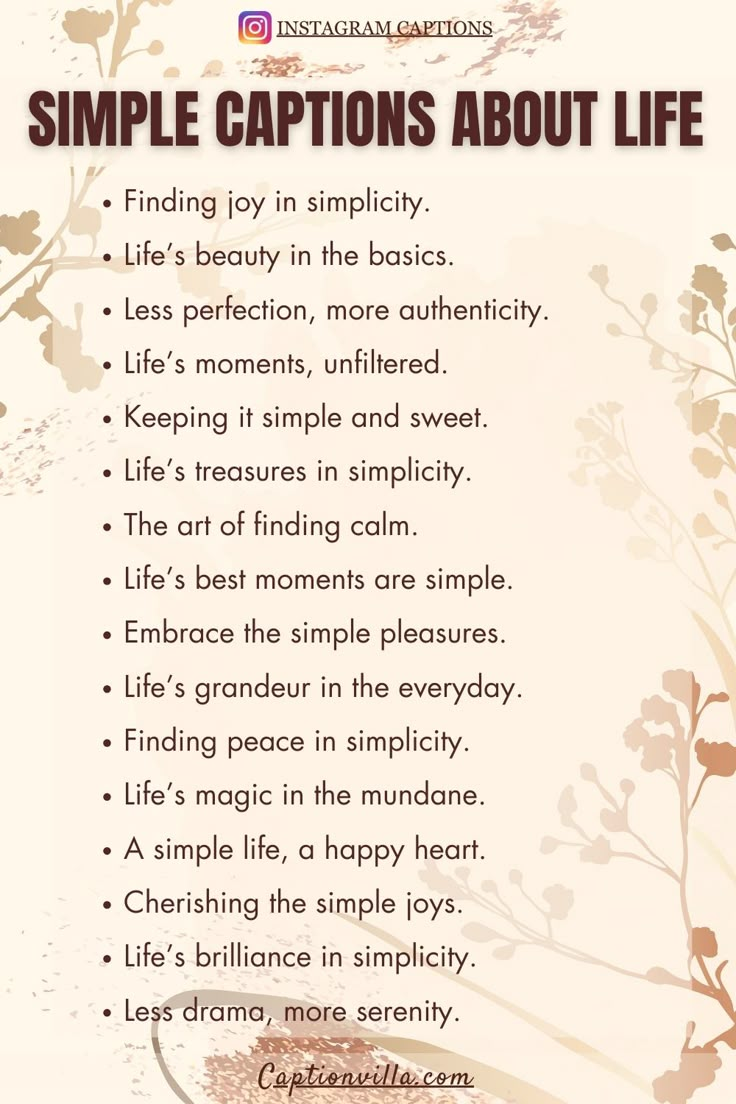 INSTAGRAM CAPTIONS
SIMPLE CAPTIONS ABOUT LIFE
• Finding joy in simplicity.
• Life’s beauty in the basics.
• Less perfection, more authenticity.
• Life’s moments, unfiltered.
• Keeping it simple and sweet.
• Life’s treasures in simplicity.
• The art of finding calm.
• Life’s best moments are simple.
• Embrace the simple pleasures.
• Life’s grandeur in the everyday.
• Finding peace in simplicity.
• Life’s magic in the mundane.
• A simple life, a happy heart.
• Cherishing the simple joys.
• Life’s brilliance in simplicity.
• Less drama, more serenity.
Captionvilla.com